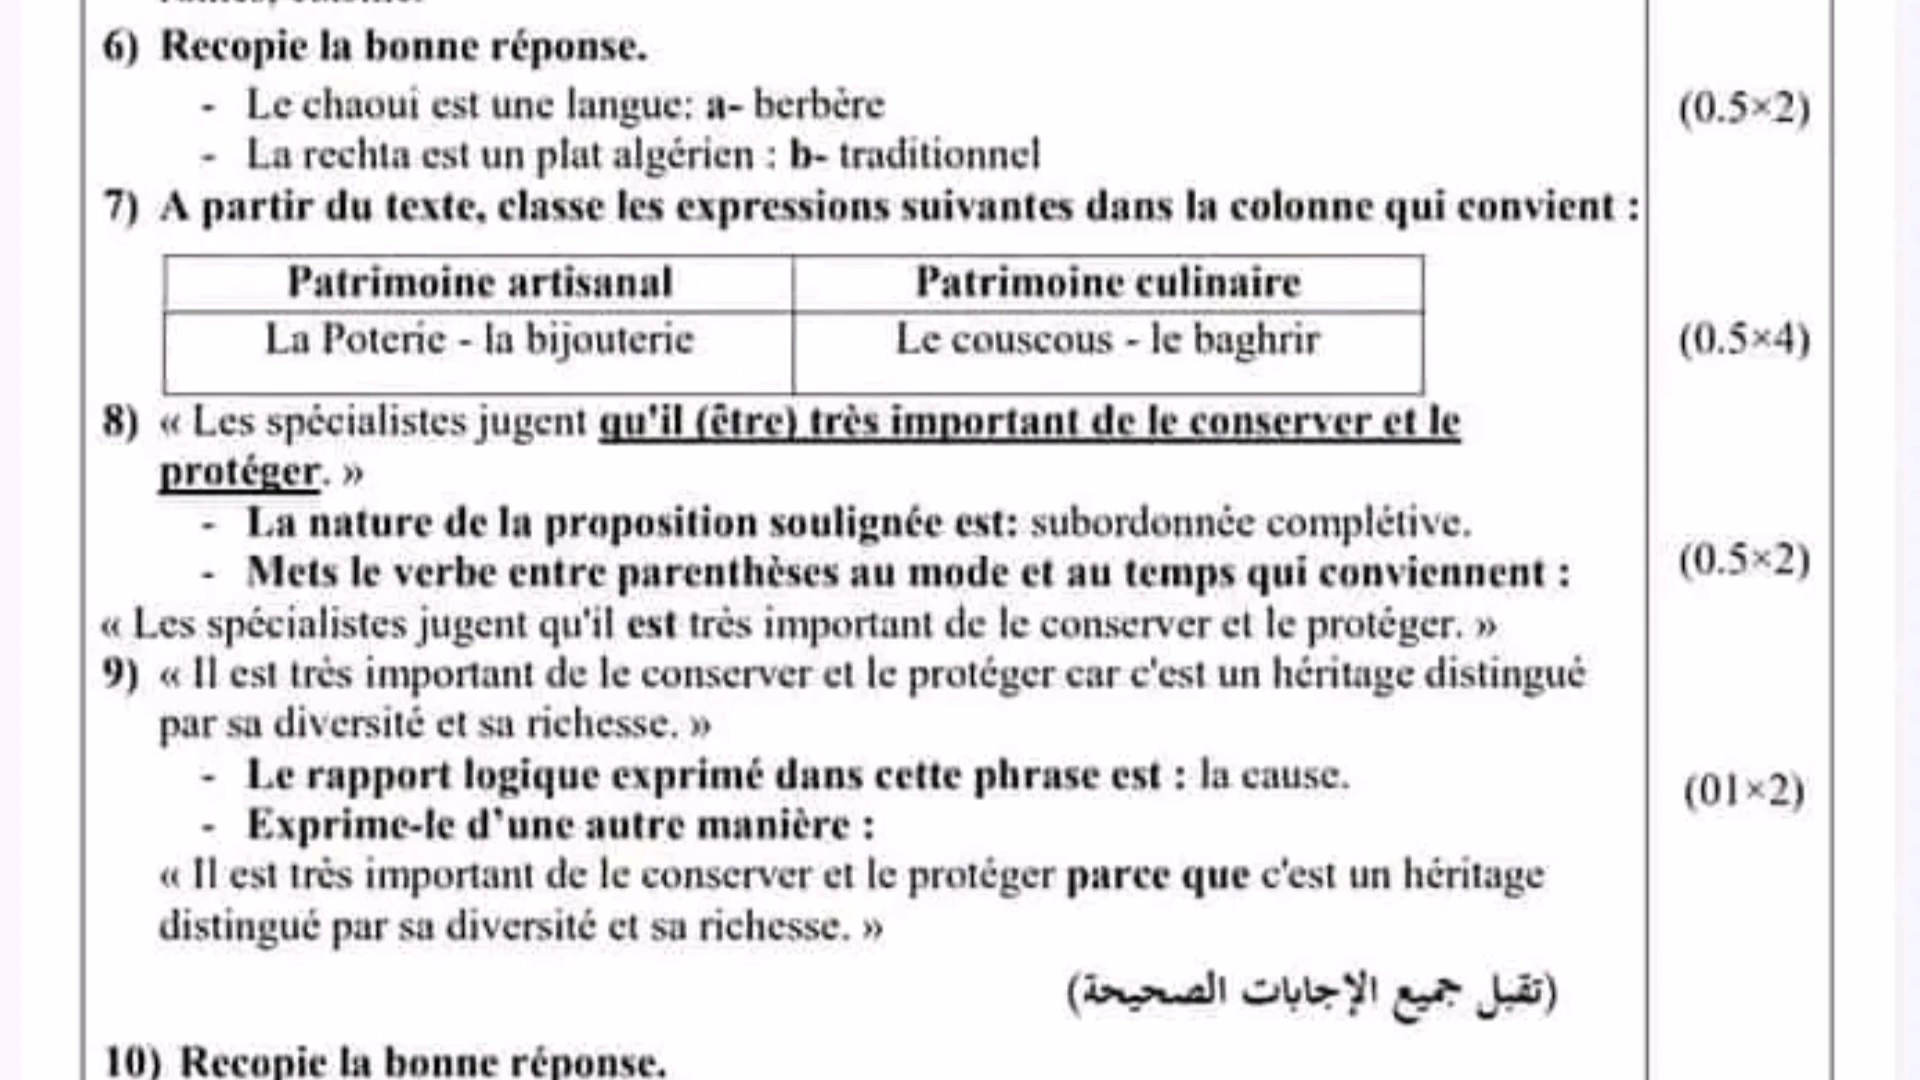 6) Recopie la bonne réponse.
- Le chaoui est une langue: a- berbère
(0.5×2)
- La rechta est un plat algérien : b- traditionnel
7) A partir du texte, classe les expressions suivantes dans la colonne qui convient :
Patrimoine artisanal Patrimoine culinaire
La Poterie - la bijouterie Le couscous - le baghrir
(0.5×4)
8) « Les spécialistes jugent qu'il (être) très important de le conserver et le
protéger. »
- La nature de la proposition soulignée est: subordonnée complétive.
(0.5×2)
- Mets le verbe entre parenthèses au mode et au temps qui conviennent :
« Les spécialistes jugent qu'il est très important de le conserver et le protéger. »
9) « Il est très important de le conserver et le protéger car c'est un héritage distingué
par sa diversité et sa richesse. »
- Le rapport logique exprimé dans cette phrase est : la cause.
(01×2)
- Exprime-le d’une autre manière :
« Il est très important de le conserver et le protéger parce que c'est un héritage
distingué par sa diversité et sa richesse. »
(تقبل جميع الإجابات الصحيحة)
10) Recopie la bonne réponse.